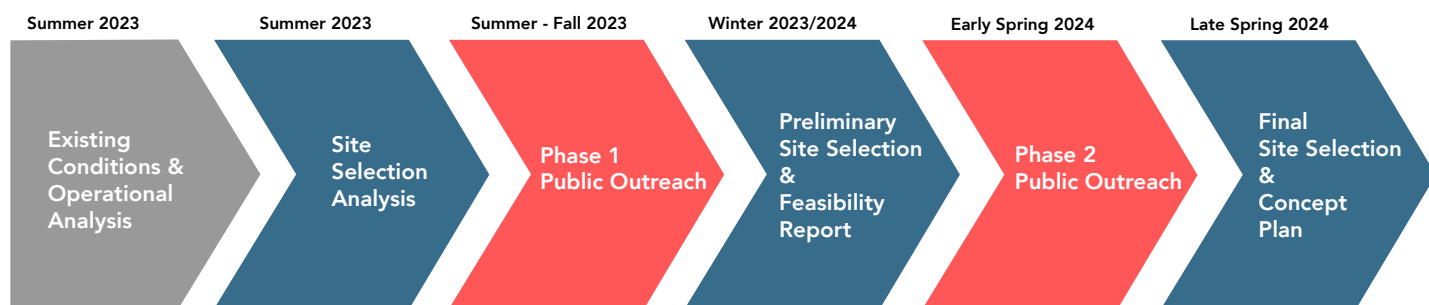 Summer 2023
Summer 2023
Summer - Fall 2023
Winter 2023/2024
Early Spring 2024
Late Spring 2024
Existing
Conditions &
Operational
Analysis
Site
Selection
Analysis
Phase 1
Public Outreach
Preliminary
Site Selection
&
Feasibility
Report
Phase 2
Public Outreach
Final
Site Selection
&
Concept
Plan